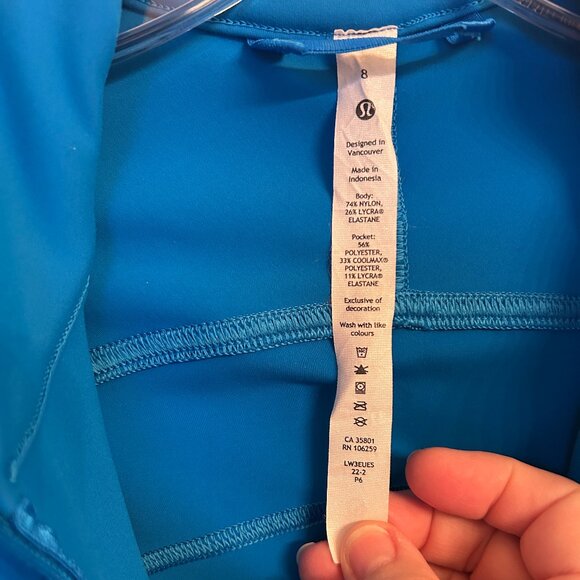 8
Designed in
Vancouver
Made in
Indonesia
Body:
74% NYLON,
26% LYCRA®
ELASTANE
Pocket:
56%
POLYESTER,
33% COOLMAX®
POLYESTER,
11% LYCRA®
ELASTANE
Exclusive of
decoration
Wash with like
colours
CA 35801
RN 106259
LW3EUES
22-2
P6